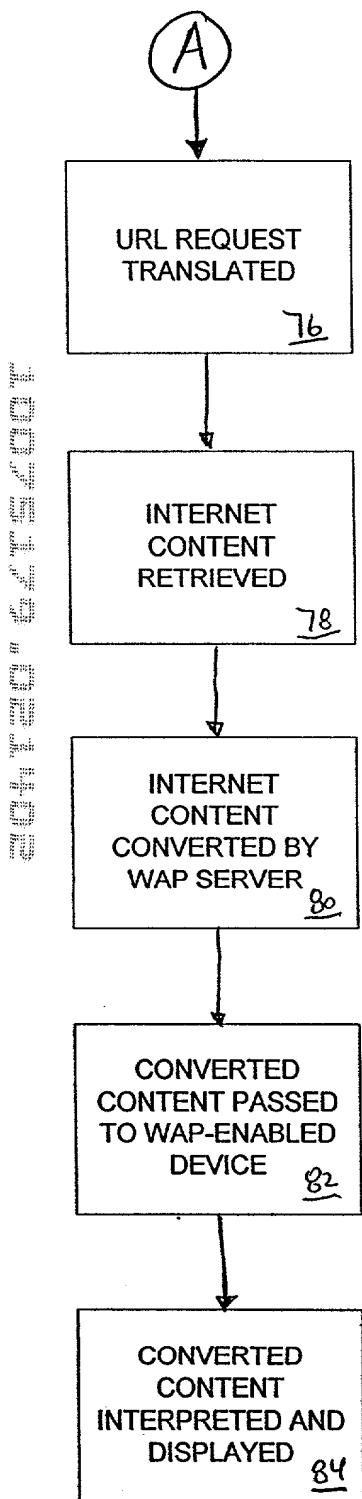 A
URL REQUEST
TRANSLATED
76
INTERNET
CONTENT
RETRIEVED
78
INTERNET
CONTENT
CONVERTED BY
WAP SERVER
80
CONVERTED
CONTENT PASSED
TO WAP-ENABLED
DEVICE
82
CONVERTED
CONTENT
INTERPRETED AND
DISPLAYED
84